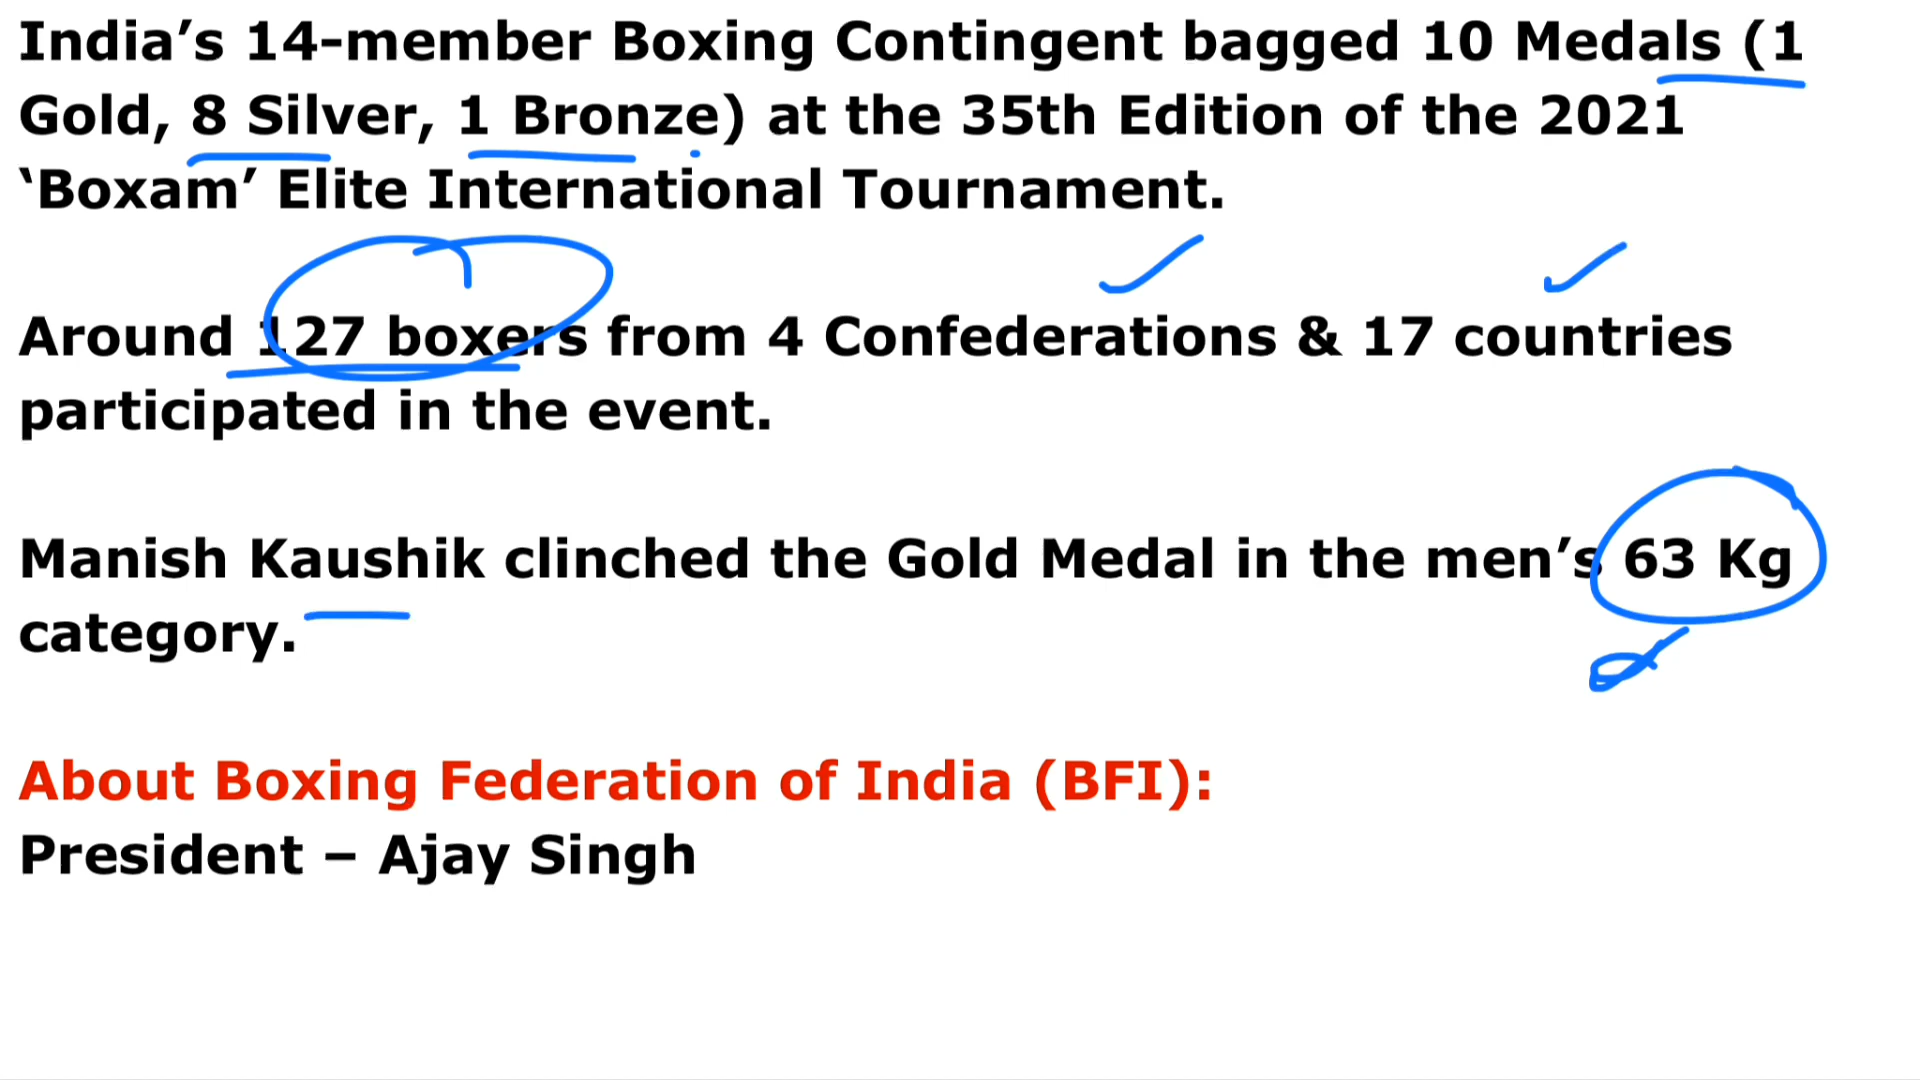 India’s 14-member Boxing Contingent bagged 10 Medals (1
Gold, 8 Silver, 1 Bronze) at the 35th Edition of the 2021
‘Boxam’ Elite International Tournament.
Around 127 boxers from 4 Confederations & 17 countries
participated in the event.
Manish Kaushik clinched the Gold Medal in the men’s 63 Kg
category.
About Boxing Federation of India (BFI):
President – Ajay Singh